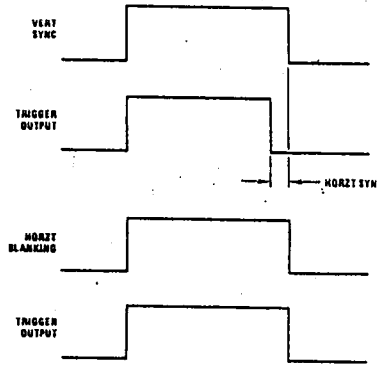 VERT
SYNC
TRIGGER
OUTPUT
HORZT SYN
HORZT
BLANKING
TRIGGER
OUTPUT